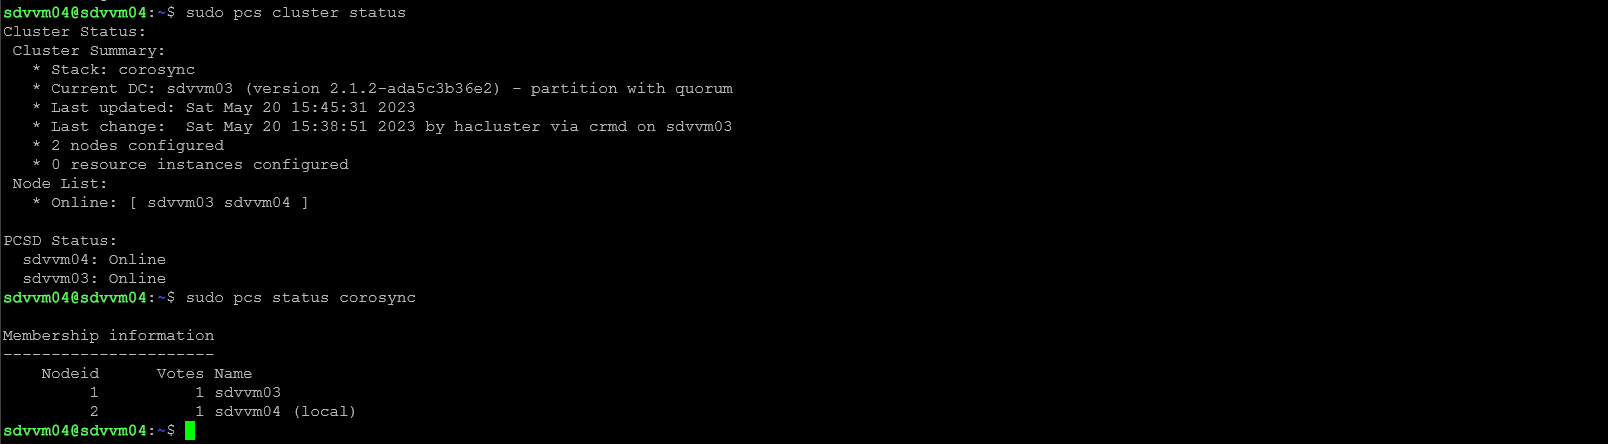 sdvvm04@sdvvm04:~$ sudo pcs cluster status
Cluster Status:
 Cluster Summary:
   * Stack: corosync
   * Current DC: sdvvm03 (version 2.1.2-ada5c3b36e2) - partition with quorum
   * Last updated: Sat May 20 15:45:31 2023
   * Last change:  Sat May 20 15:38:51 2023 by hacluster via crmd on sdvvm03
   * 2 nodes configured
   * 0 resource instances configured
 Node List:
   * Online: [ sdvvm03 sdvvm04 ]

PCSD Status:
  sdvvm04: Online
  sdvvm03: Online
sdvvm04@sdvvm04:~$ sudo pcs status corosync

Membership information
----------------------
    Nodeid      Votes Name
         1          1 sdvvm03
         2          1 sdvvm04 (local)
sdvvm04@sdvvm04:~$